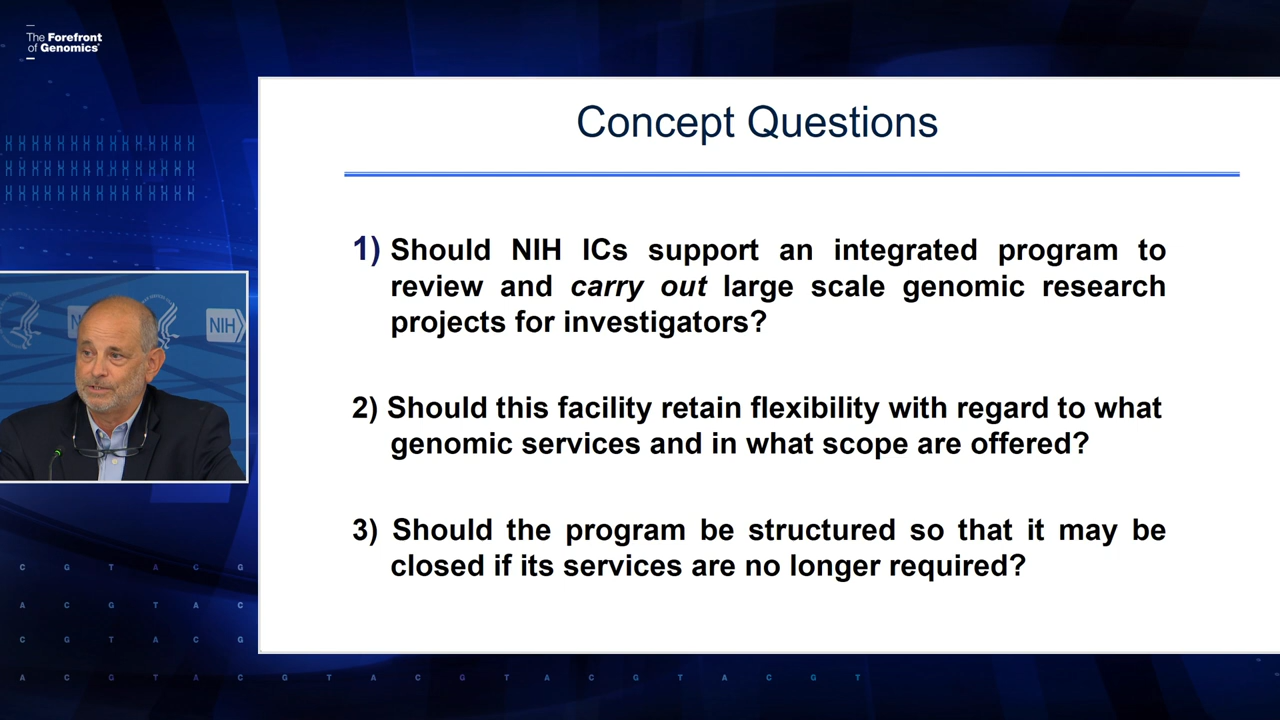 The Forefront
of Genomics®
Concept Questions
1) Should NIH ICs support an integrated program to
review and carry out large scale genomic research
projects for investigators?
2) Should this facility retain flexibility with regard to what
genomic services and in what scope are offered?
3) Should the program be structured so that it may be
closed if its services are no longer required?
NIH
C G T A C G
A C G T A C
C G T A C G
A C G T A C G T A C G T A C G T A C G T